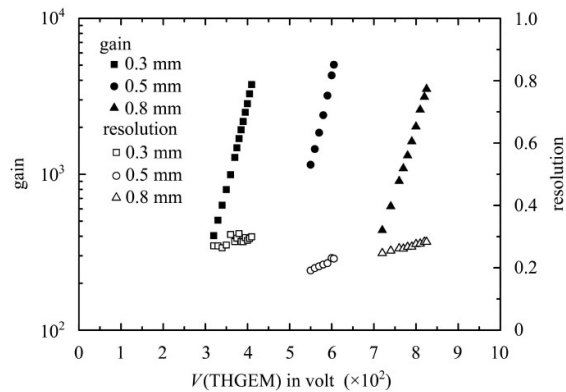 10⁴
10³
10²
gain
gain
0.3 mm
0.5 mm
0.8 mm
resolution
0.3 mm
0.5 mm
0.8 mm
1.0
0.8
0.6
0.4
0.2
0
resolution
0 1 2 3 4 5 6 7 8 9 10
V(THGEM) in volt (×10²)